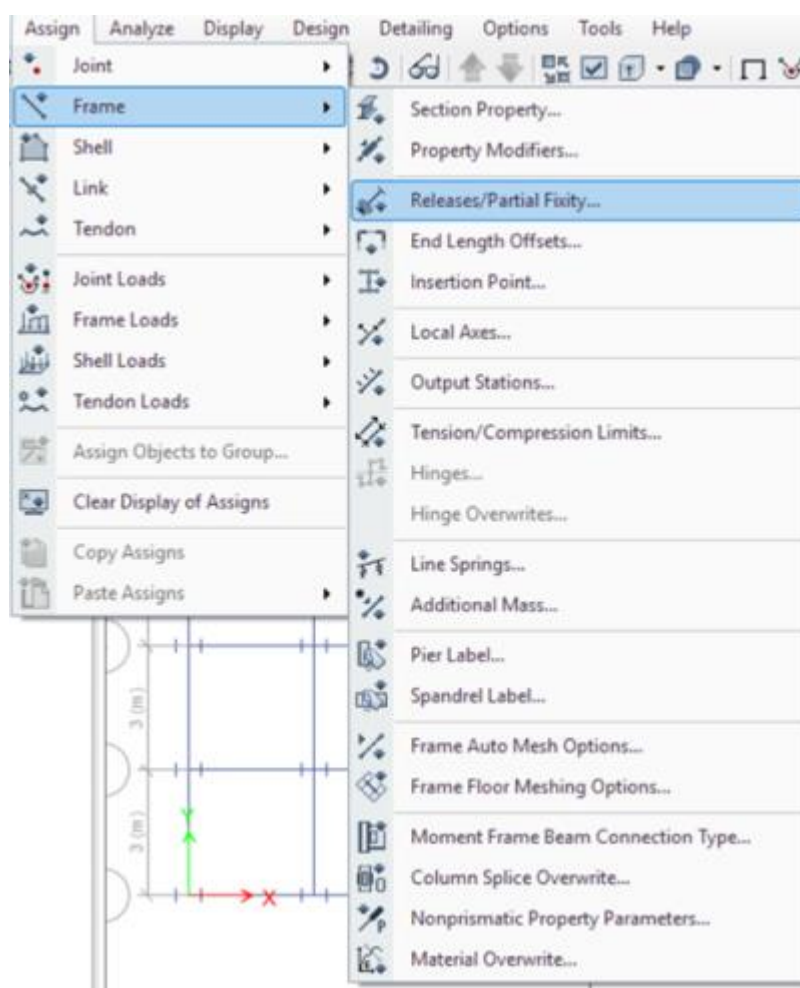 Assign Analyze Display Design Detailing Options Tools Help
Joint
Frame
Shell
Link
Tendon
Joint Loads
Frame Loads
Shell Loads
Tendon Loads
Assign Objects to Group...
Clear Display of Assigns
Copy Assigns
Paste Assigns
Section Property...
Property Modifiers...
Releases/Partial Fixity...
End Length Offsets...
Insertion Point...
Local Axes...
Output Stations...
Tension/Compression Limits...
Hinges...
Hinge Overwrites...
Line Springs...
Additional Mass...
Pier Label...
Spandrel Label...
Frame Auto Mesh Options...
Frame Floor Meshing Options...
Moment Frame Beam Connection Type...
Column Splice Overwrite...
Nonprismatic Property Parameters...
Material Overwrite...
3 (m)
3 (m)
Y
X